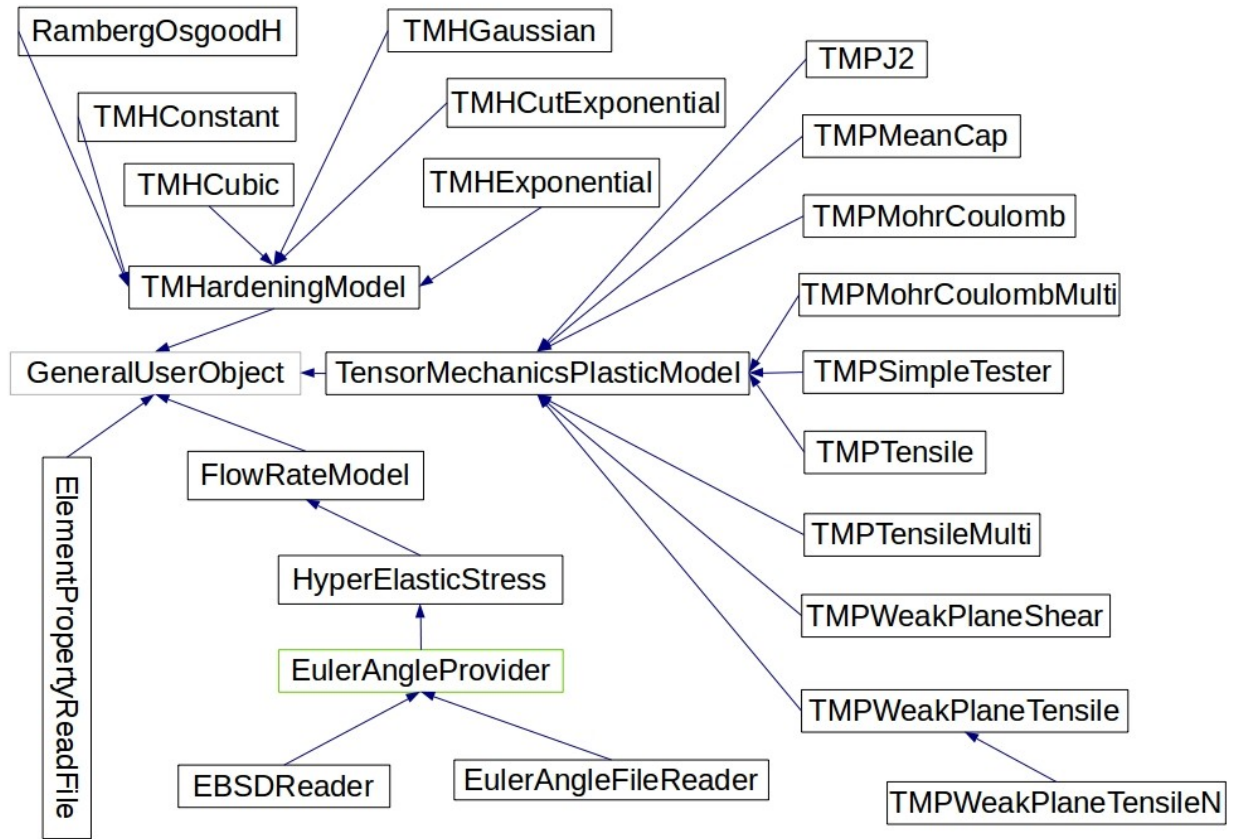 RambergOsgoodH
TMHGaussian
TMPJ2
TMHConstant
TMHCutExponential
TMPMeanCap
TMHCubic
TMHExponential
TMPMohrCoulomb
TMHardeningModel
TMPMohrCoulombMulti
GeneralUserObject
TensorMechanicsPlasticModel
TMPSimpleTester
TMPTensile
FlowRateModel
ElementPropertyReadFile
TMPTensileMulti
HyperElasticStress
TMPWeakPlaneShear
EulerAngleProvider
TMPWeakPlaneTensile
EBSDReader
EulerAngleFileReader
TMPWeakPlaneTensileN